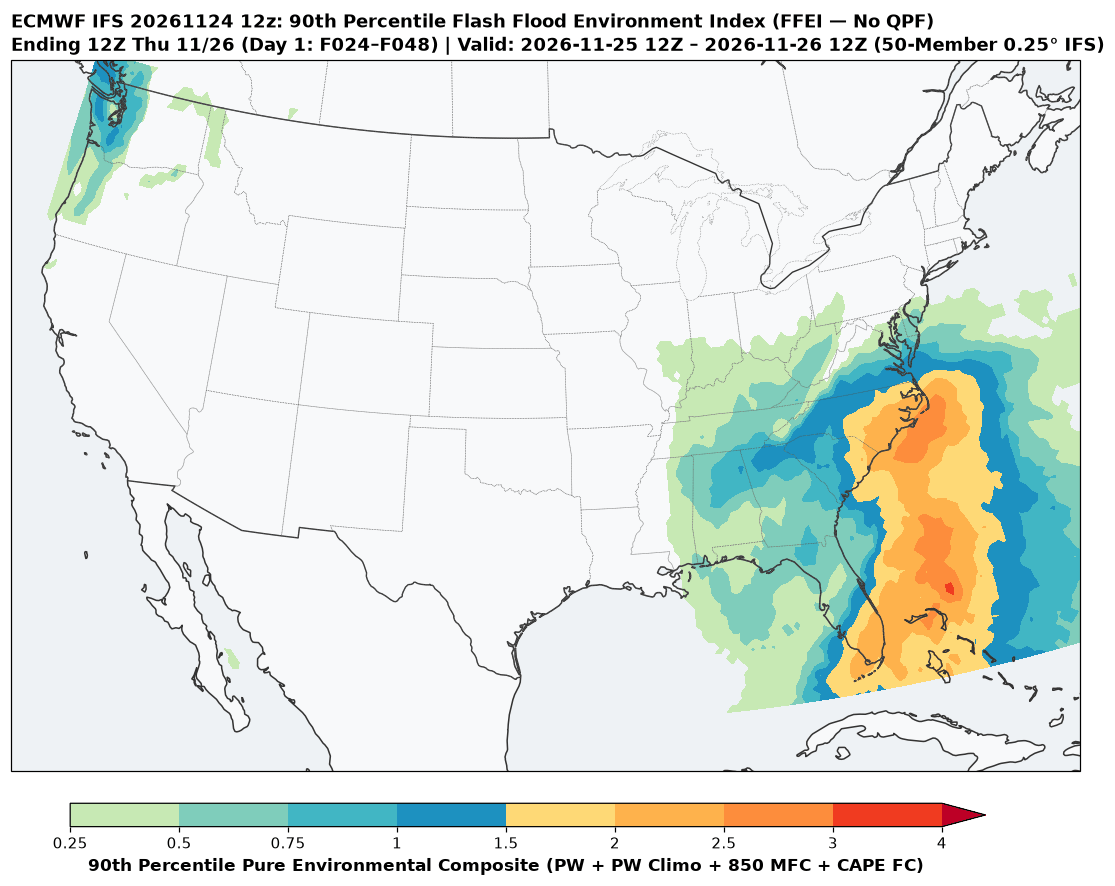 ECMWF IFS 20261124 12z: 90th Percentile Flash Flood Environment Index (FFEI — No QPF)
Ending 12Z Thu 11/26 (Day 1: F024–F048) | Valid: 2026-11-25 12Z – 2026-11-26 12Z (50-Member 0.25° IFS)
0.25 0.5 0.75 1 1.5 2 2.5 3 4
90th Percentile Pure Environmental Composite (PW + PW Climo + 850 MFC + CAPE FC)